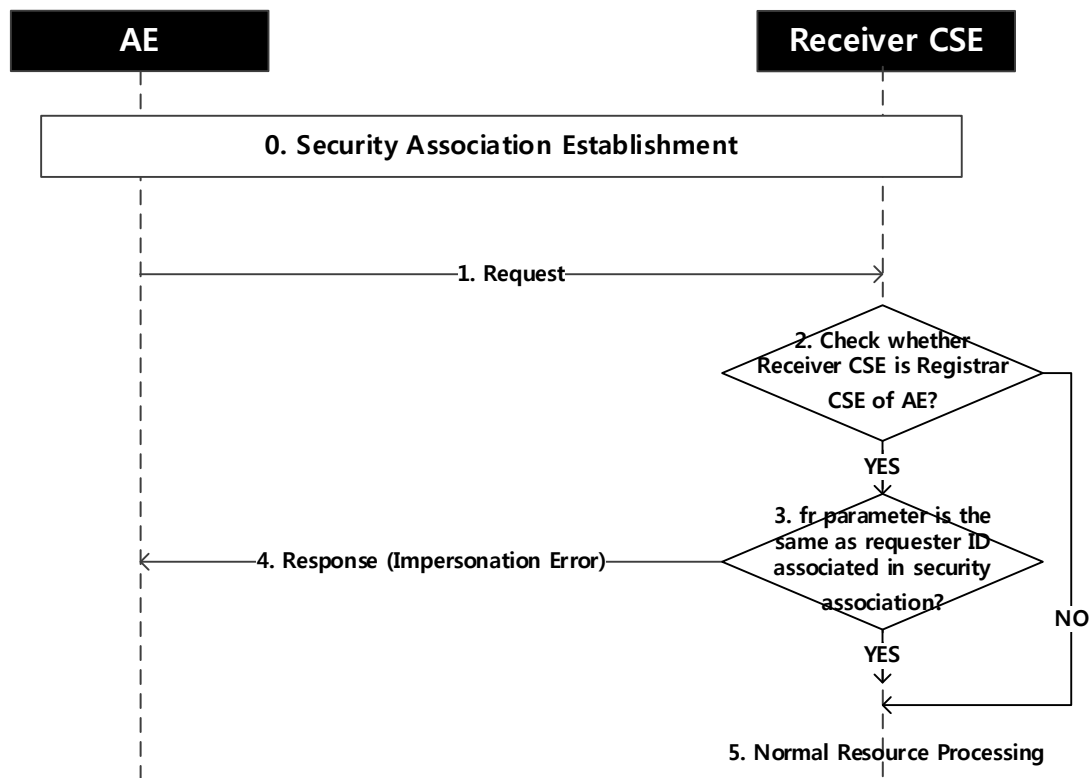 AE
Receiver CSE
0. Security Association Establishment
1. Request
2. Check whether
Receiver CSE is Registrar
CSE of AE?
YES
3. fr parameter is the
same as requester ID
associated in security
association?
4. Response (Impersonation Error)
NO
YES
5. Normal Resource Processing